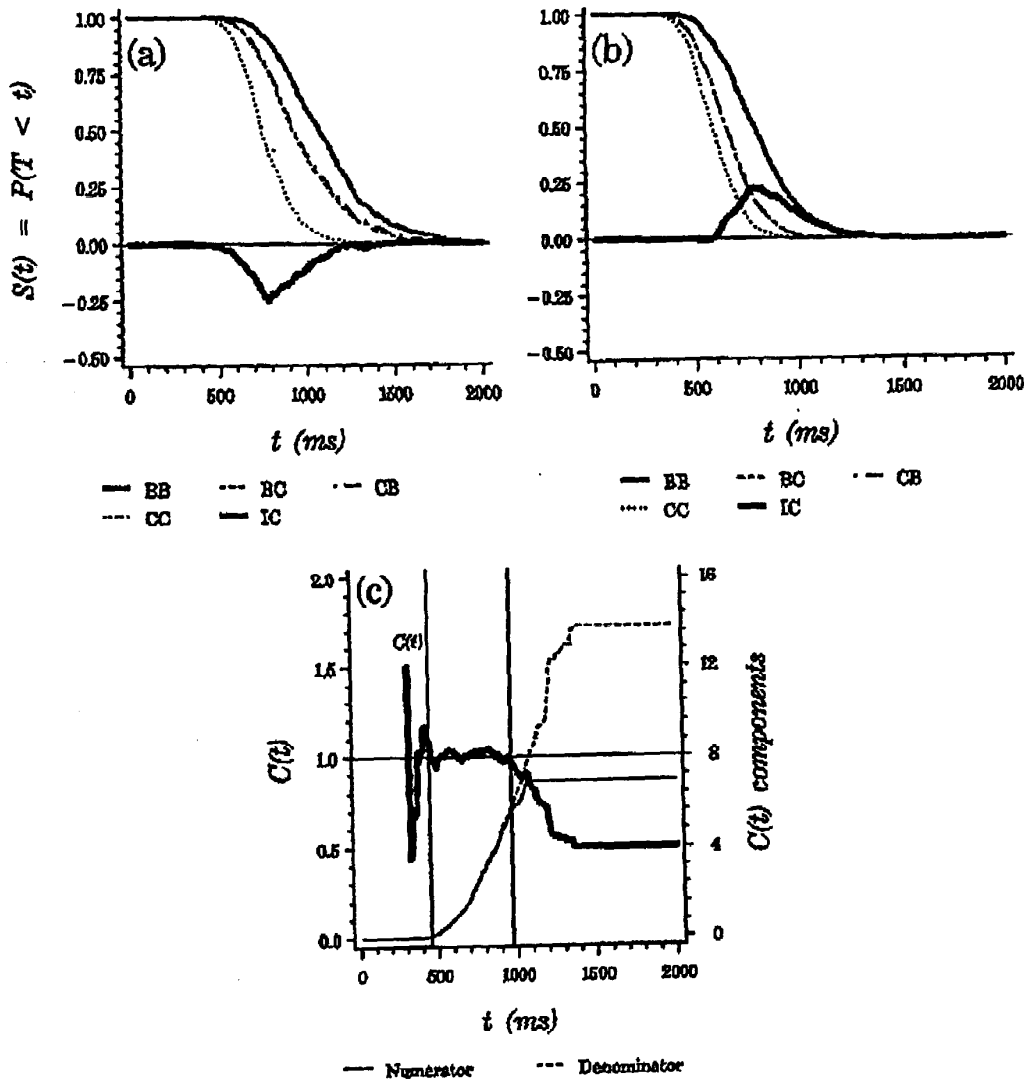 (a)
S(t) = P(T < t)
1.00
0.75
0.50
0.25
0.00
−0.25
−0.50
0 500 1000 1500 2000
t (ms)
BB BC CB
CC IC
(b)
1.00
0.75
0.50
0.25
0.00
−0.25
−0.50
0 500 1000 1500 2000
t (ms)
BB BC CB
CC IC
(c)
C(t)
C(t)
2.0
1.5
1.0
0.5
0.0
16
12
8
4
0
C(t) components
0 500 1000 1500 2000
t (ms)
Numerator Denominator